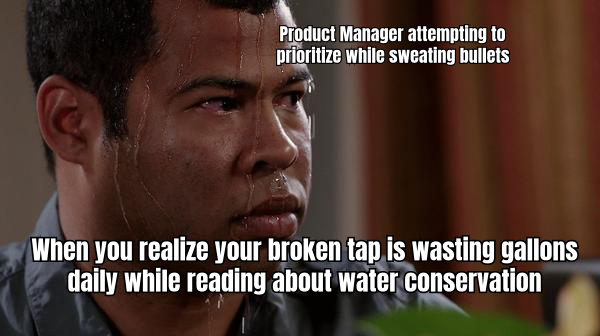 Product Manager attempting to
prioritize while sweating bullets
When you realize your broken tap is wasting gallons
daily while reading about water conservation